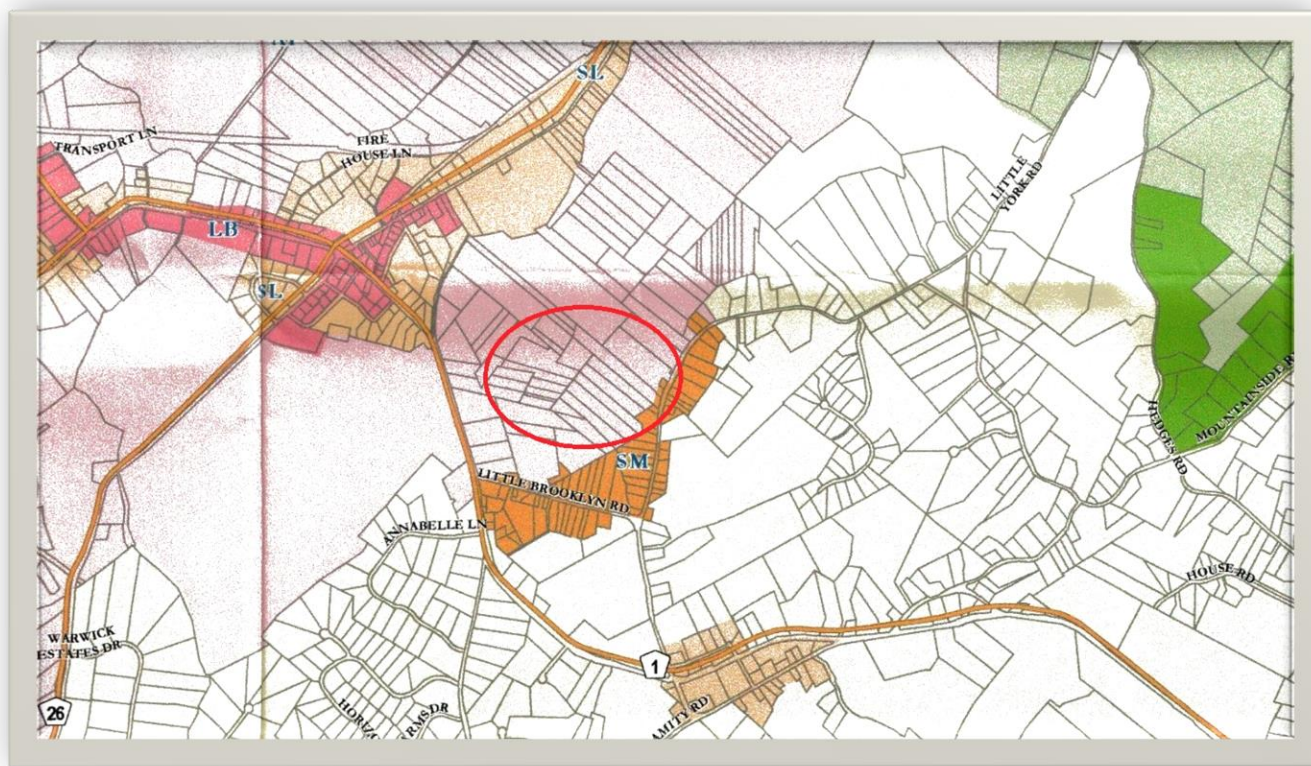 SL
TRANSPORT LN
FIRE
HOUSE LN
LITTLE
YORK RD
LB
SL
SM
LITTLE BROOKLYN RD
ANNABELLE LN
HEDGES RD
MOUNTAINSIDE
HOUSE RD
WARWICK
ESTATES DR
1
26
AMITY RD